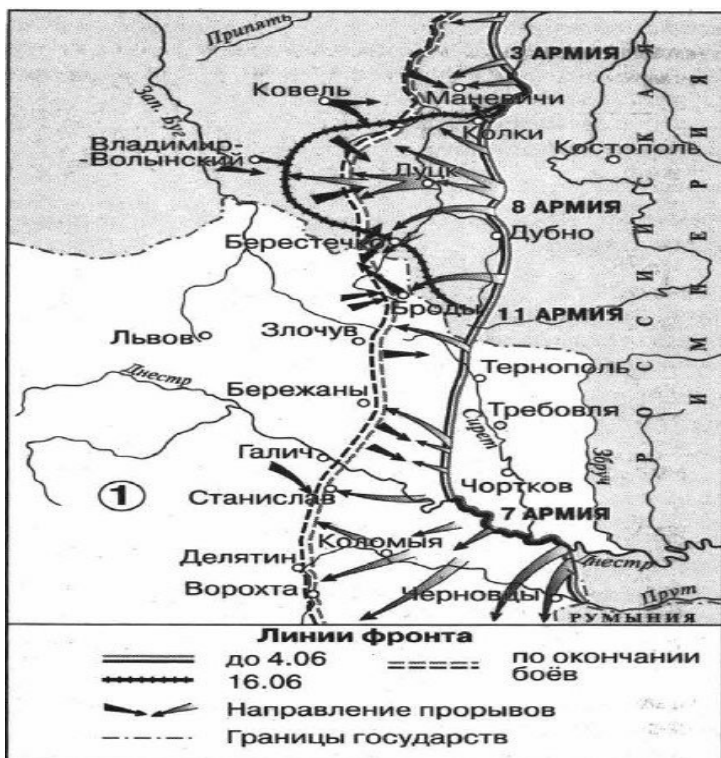 Припять
3 АРМИЯ
Зап. Буг
Ковель
Маневичи
Колки
Владимир-
-Волынский
Костополь
Луцк
8 АРМИЯ
Дубно
Берестечко
Броды
11 АРМИЯ
Львов
Злочув
Днестр
Тернополь
Бережаны
Требовля
Серет
Збруч
Галич
Чортков
①
Станислав
7 АРМИЯ
Коломыя
Делятин
Днестр
Ворохта
Черновцы
Прут
РУМЫНИЯ
РОССИЙСКАЯ
ИМПЕРИЯ
Линии фронта
до 4.06
по окончании
боёв
16.06
Направление прорывов
Границы государств